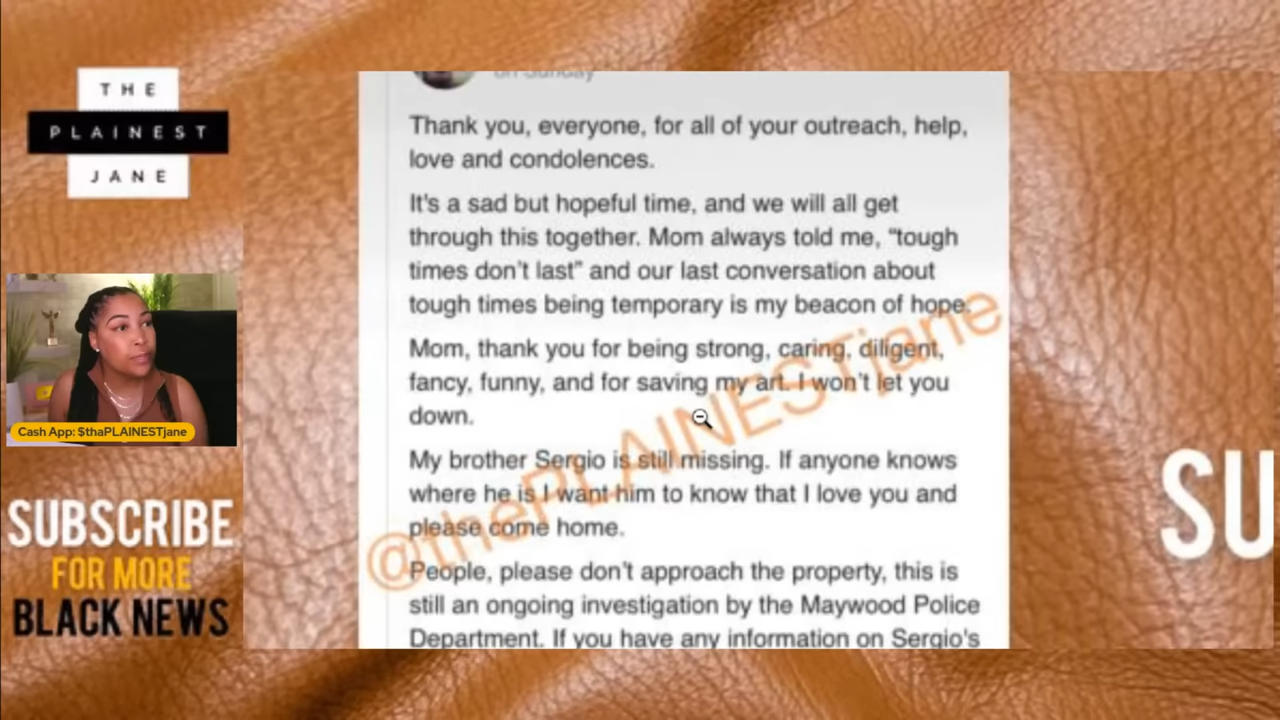 THE
PLAINEST
JANE
Cash App: $thaPLAINESTjane
SUBSCRIBE
FOR MORE
BLACK NEWS
on Sunday
Thank you, everyone, for all of your outreach, help,
love and condolences.
It's a sad but hopeful time, and we will all get
through this together. Mom always told me, “tough
times don’t last” and our last conversation about
tough times being temporary is my beacon of hope.
Mom, thank you for being strong, caring, diligent,
fancy, funny, and for saving my art. I won’t let you
down.
My brother Sergio is still missing. If anyone knows
where he is I want him to know that I love you and
please come home.
People, please don’t approach the property, this is
still an ongoing investigation by the Maywood Police
Department. If you have any information on Sergio's
@thePLAINESTjane
SU